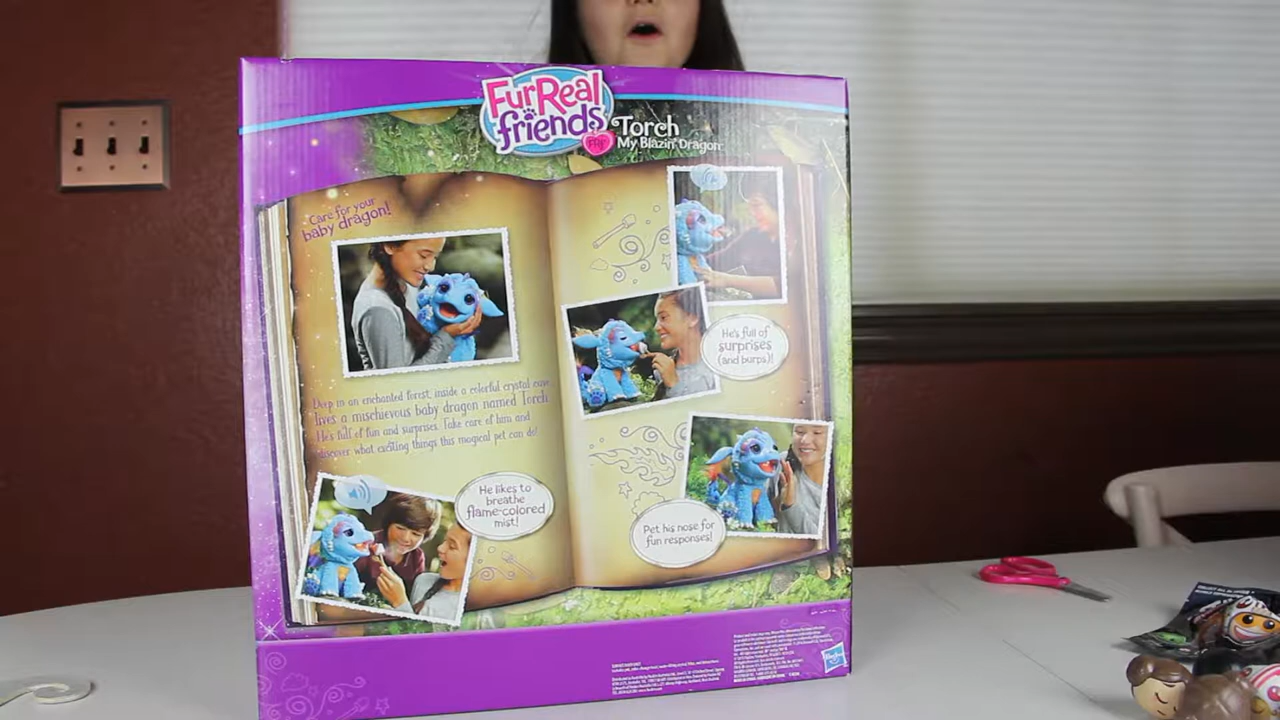 FurReal
friends
FRF
Torch
My Blazin' Dragon
Care for your
baby dragon!
Deep in an enchanted forest, inside a colorful crystal cave,
lives a mischievous baby dragon named Torch.
He's full of fun and surprises. Take care of him and
discover what exciting things this magical pet can do!
He likes to
breathe
flame-colored
mist!
He's full of
surprises
(and burps)!
Pet his nose for
fun responses!
Hasbro